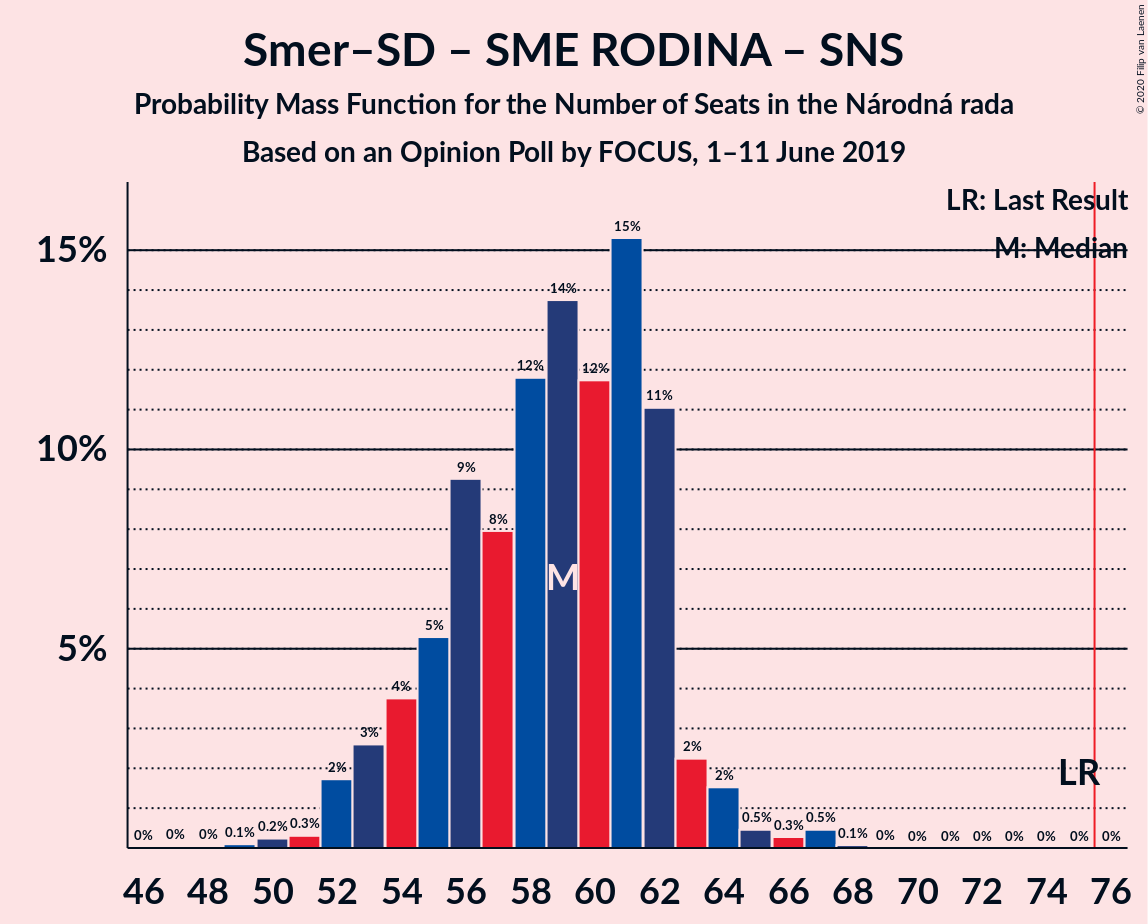 Smer–SD – SME RODINA – SNS
Probability Mass Function for the Number of Seats in the Národná rada
Based on an Opinion Poll by FOCUS, 1–11 June 2019
© 2020 Filip van Laenen
LR: Last Result
M: Median
15%
10%
5%
0% 0% 0% 0.1% 0.2% 0.3% 2% 3% 4% 5% 9% 8% 12% 14% 12% 15% 11% 2% 2% 0.5% 0.3% 0.5% 0.1% 0% 0% 0% 0% 0% 0% 0% 0%
M
LR
46 48 50 52 54 56 58 60 62 64 66 68 70 72 74 76